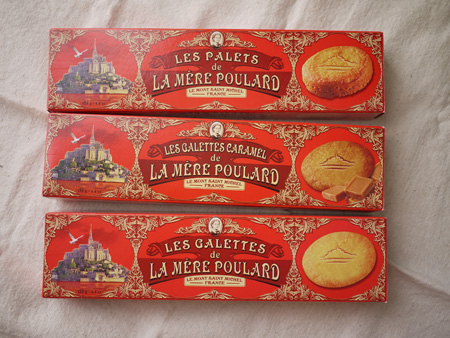 LES PALETS
de
LA MÈRE POULARD
LE MONT SAINT MICHEL
FRANCE
LES GALETTES CARAMEL
de
LA MÈRE POULARD
LE MONT SAINT MICHEL
FRANCE
LES GALETTES
de
LA MÈRE POULARD
LE MONT SAINT MICHEL
FRANCE